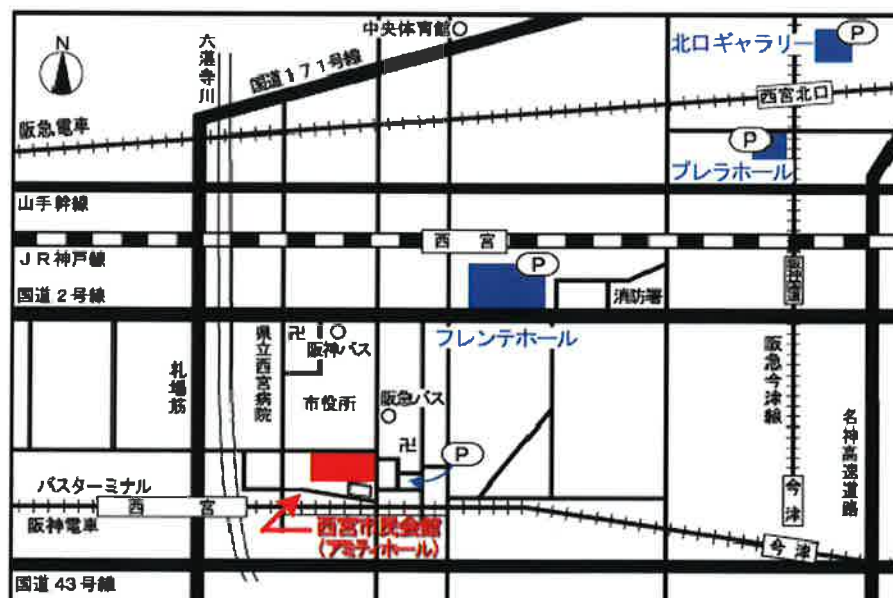 中央体育館
P
北口ギャラリー
N
六湛寺川
国道171号線
西宮北口
阪急電車
P
プレラホール
山手幹線
西宮
JR神戸線
P
国道2号線
消防署
フレンテホール
卍
阪神バス
県立西宮病院
札場筋
市役所
阪急バス
阪急今津線
名神高速道路
卍
P
バスターミナル
西宮
阪神電車
西宮市民会館
(アミティホール)
今津
今津
国道43号線